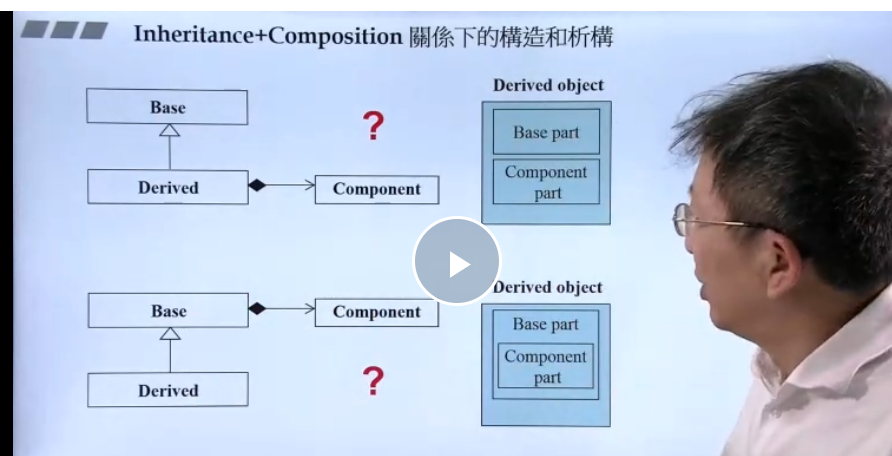 Inheritance+Composition 關係下的構造和析構
Base
Derived
Component
?
Derived object
Base part
Component
part
Base
Component
Derived
?
Derived object
Base part
Component
part